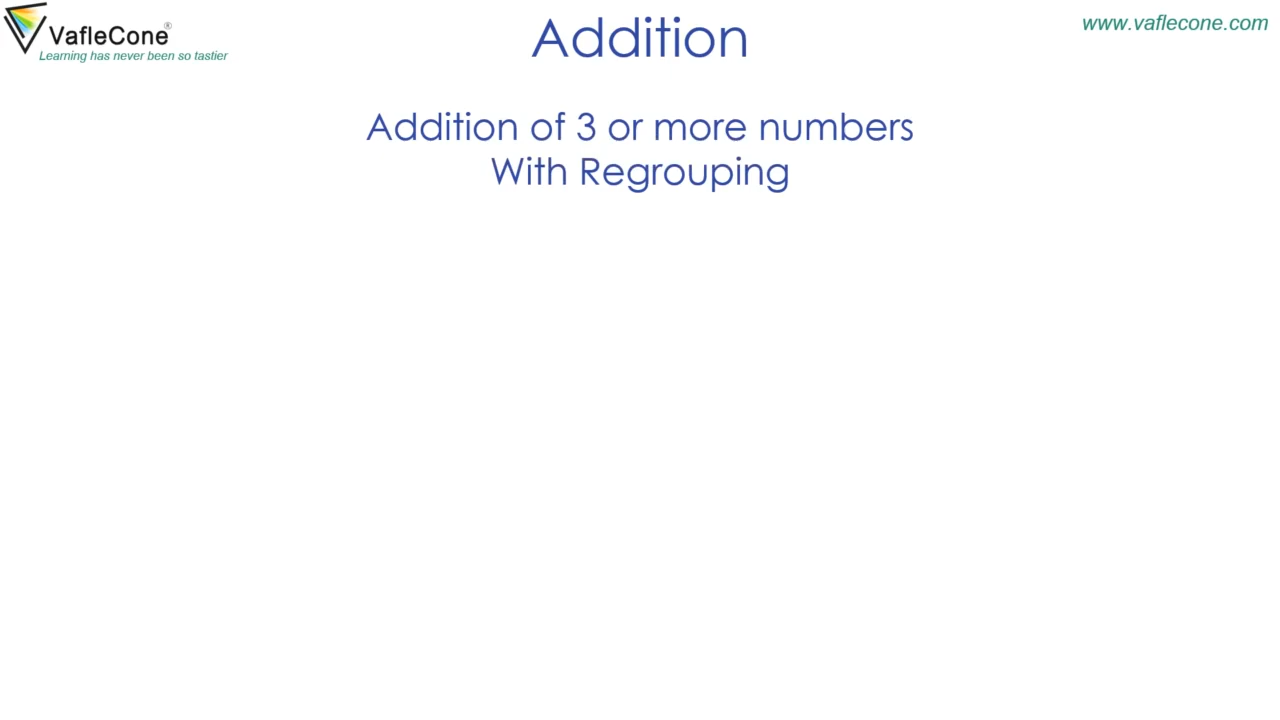 VafleCone®
Learning has never been so tastier
Addition
www.vaflecone.com
Addition of 3 or more numbers
With Regrouping